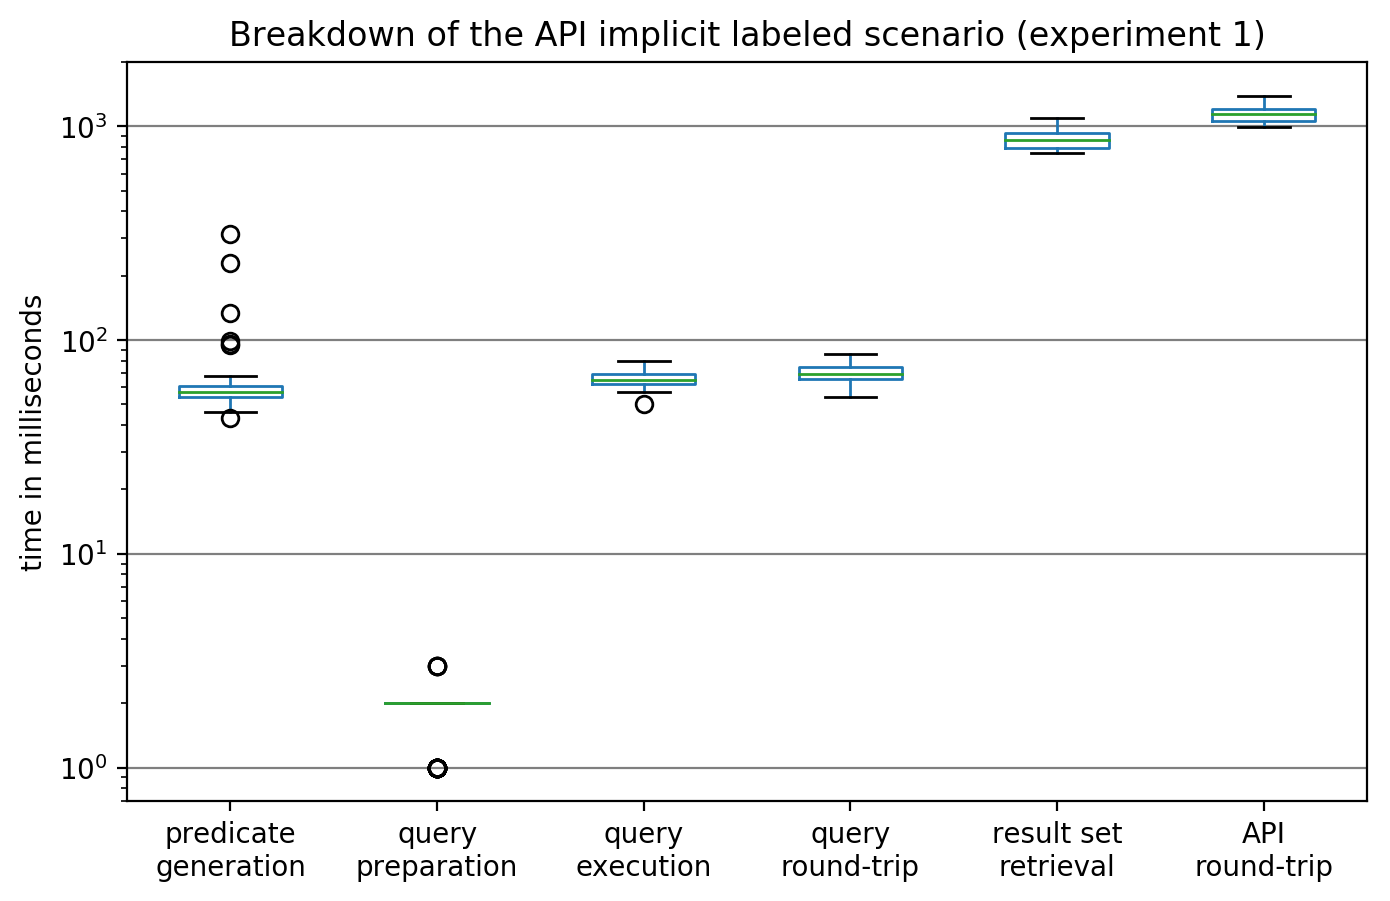 Breakdown of the API implicit labeled scenario (experiment 1)
time in milliseconds
10³
10²
10¹
10⁰
predicate
generation
query
preparation
query
execution
query
round-trip
result set
retrieval
API
round-trip